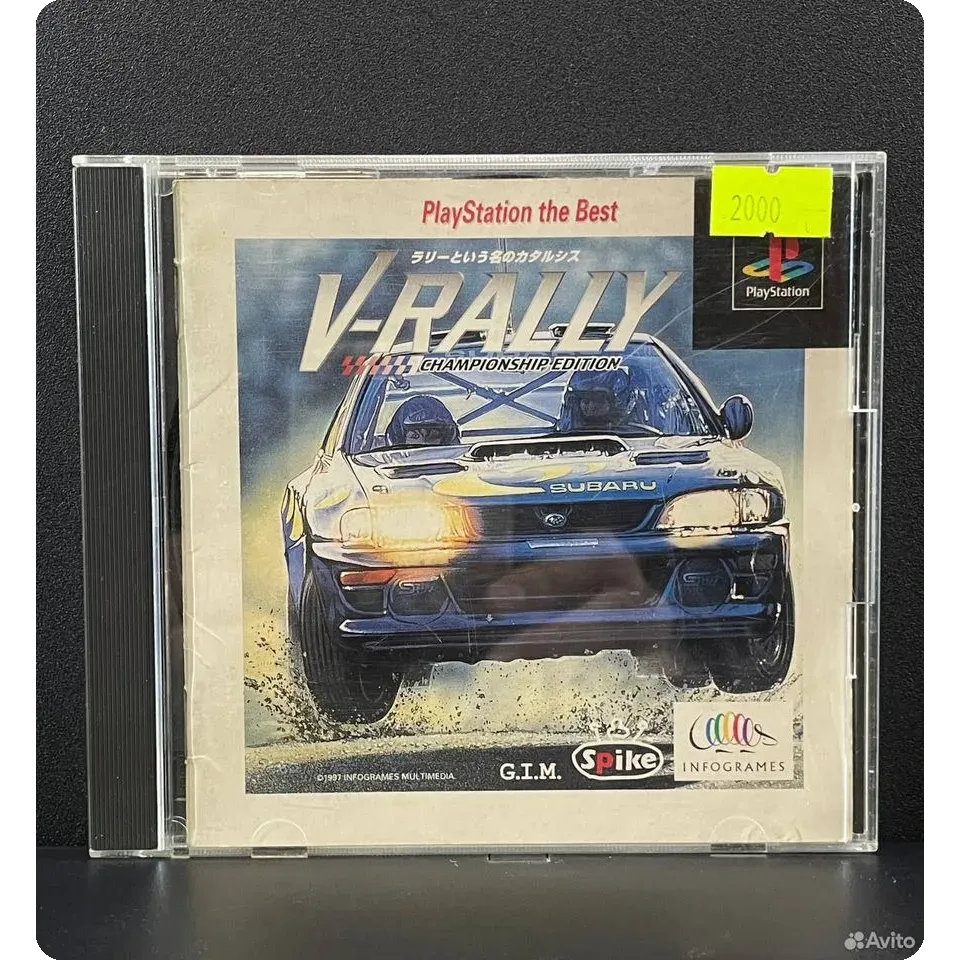 PlayStation the Best
2000
PlayStation
ラリーという名のカタルシス
V-RALLY
CHAMPIONSHIP EDITION
SUBARU
©1997 INFOGRAMES MULTIMEDIA
G.I.M.
Spike
INFOGRAMES
Avito